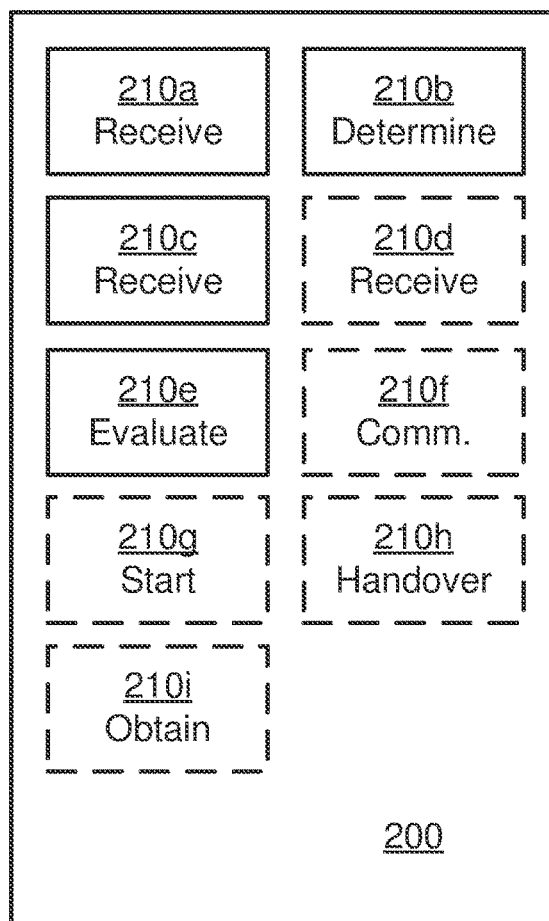 210a
Receive
210b
Determine
210c
Receive
210d
Receive
210e
Evaluate
210f
Comm.
210g
Start
210h
Handover
210i
Obtain
200